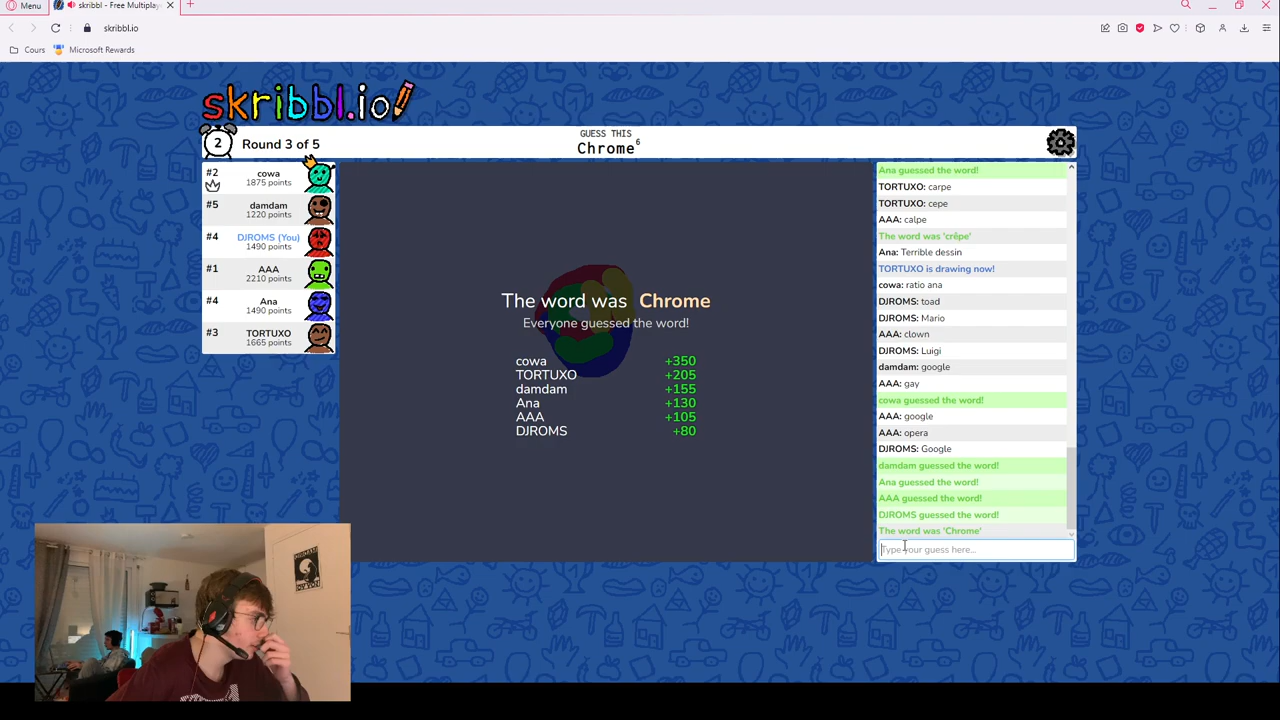 Menu
skribbl - Free Multiplay
skribbl.io
Cours
Microsoft Rewards
skribbl.io
2
Round 3 of 5
GUESS THIS
Chrome 6
#2
cowa
1875 points
#5
damdam
1220 points
#4
DJROMS (You)
1490 points
#1
AAA
2210 points
#4
Ana
1490 points
#3
TORTUXO
1665 points
The word was Chrome
Everyone guessed the word!
cowa +350
TORTUXO +205
damdam +155
Ana +130
AAA +105
DJROMS +80
Ana guessed the word!
TORTUXO: carpe
TORTUXO: cepe
AAA: calpe
The word was 'crêpe'
Ana: Terrible dessin
TORTUXO is drawing now!
cowa: ratio ana
DJROMS: toad
DJROMS: Mario
AAA: clown
DJROMS: Luigi
damdam: google
AAA: gay
cowa guessed the word!
AAA: google
AAA: opera
DJROMS: Google
damdam guessed the word!
Ana guessed the word!
AAA guessed the word!
DJROMS guessed the word!
The word was 'Chrome'
Type your guess here...